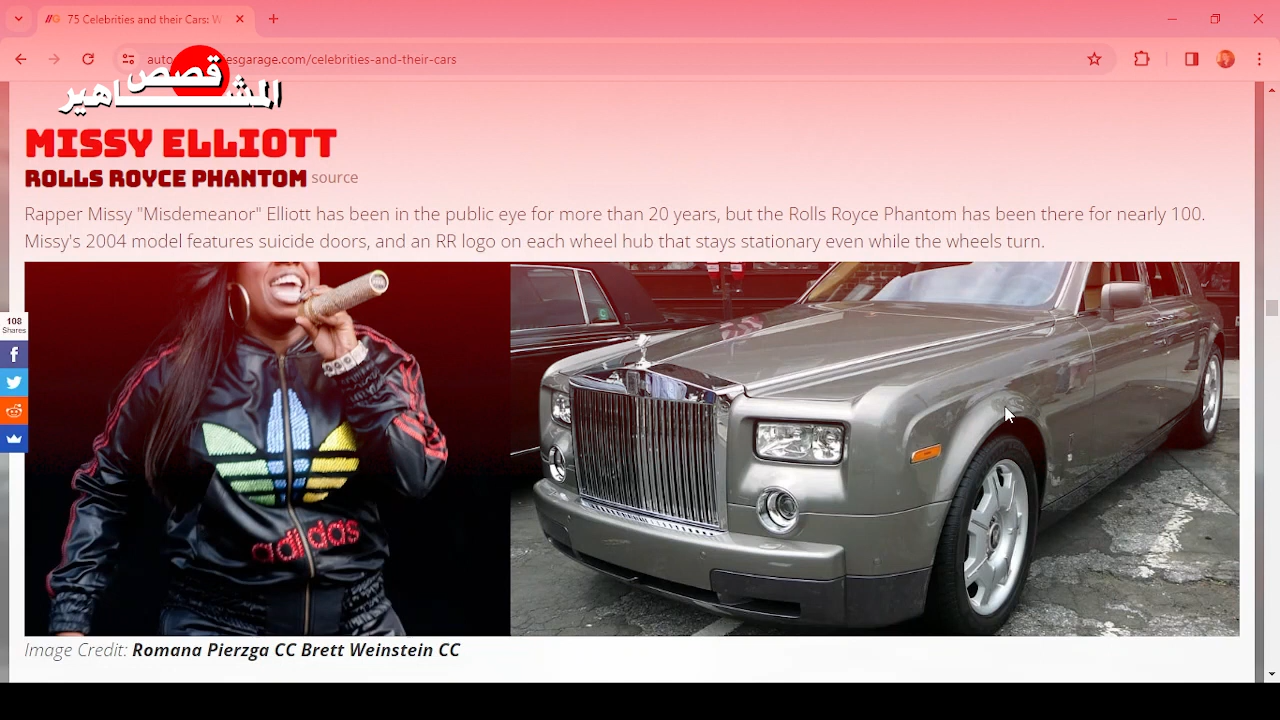 75 Celebrities and their Cars: W
auto
esgarage.com/celebrities-and-their-cars
قصص
المشاهير
MISSY ELLIOTT
ROLLS ROYCE PHANTOM source
Rapper Missy "Misdemeanor" Elliott has been in the public eye for more than 20 years, but the Rolls Royce Phantom has been there for nearly 100.
Missy's 2004 model features suicide doors, and an RR logo on each wheel hub that stays stationary even while the wheels turn.
108
Shares
adidas
Image Credit: Romana Pierzga CC Brett Weinstein CC